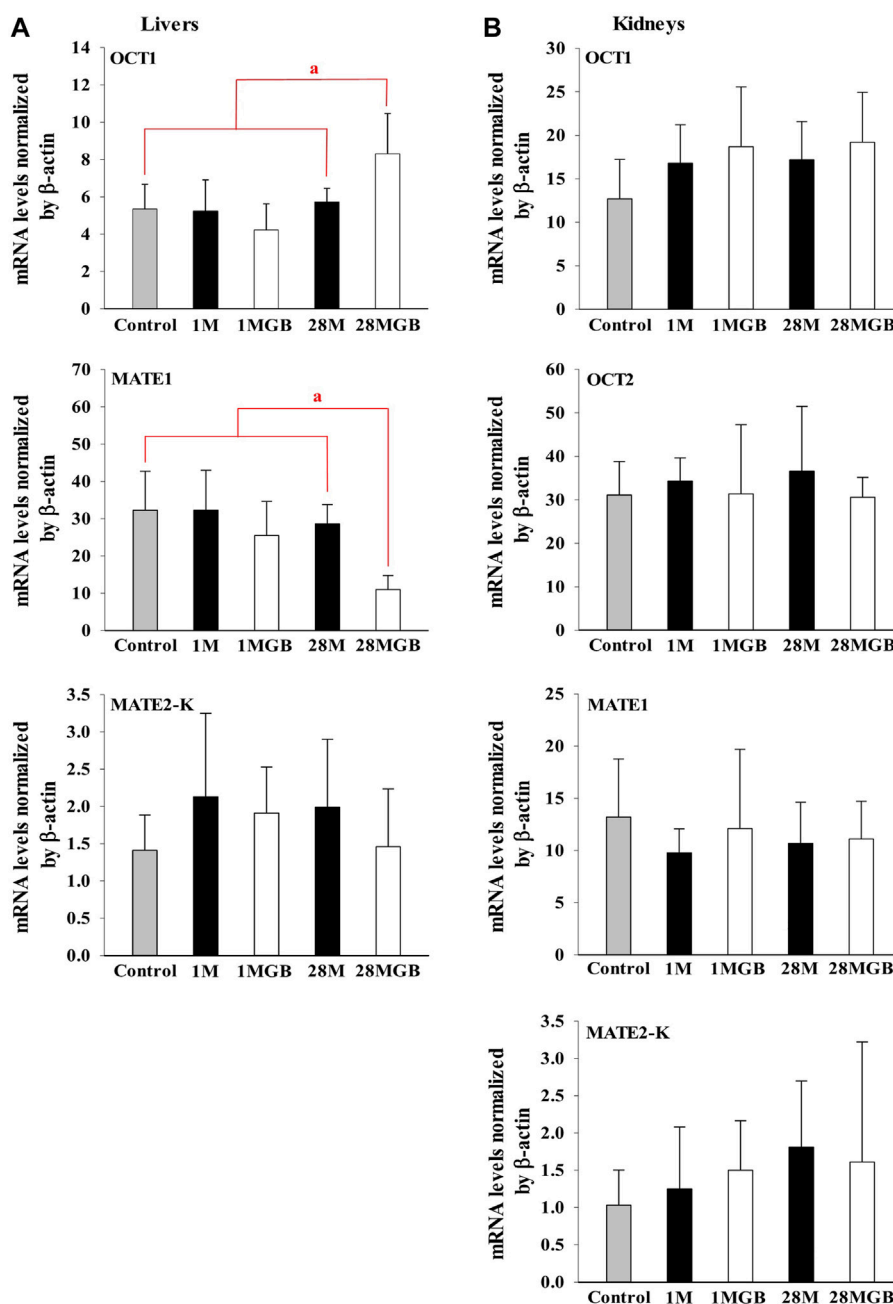 A
Livers
OCT1
a
mRNA levels normalized
by β-actin
14
12
10
8
6
4
2
0
Control 1M 1MGB 28M 28MGB
MATE1
a
mRNA levels normalized
by β-actin
70
60
50
40
30
20
10
0
Control 1M 1MGB 28M 28MGB
MATE2-K
mRNA levels normalized
by β-actin
3.5
3.0
2.5
2.0
1.5
1.0
0.5
0.0
Control 1M 1MGB 28M 28MGB
B
Kidneys
OCT1
mRNA levels normalized
by β-actin
30
25
20
15
10
5
0
Control 1M 1MGB 28M 28MGB
OCT2
mRNA levels normalized
by β-actin
60
50
40
30
20
10
0
Control 1M 1MGB 28M 28MGB
MATE1
mRNA levels normalized
by β-actin
25
20
15
10
5
0
Control 1M 1MGB 28M 28MGB
MATE2-K
mRNA levels normalized
by β-actin
3.5
3.0
2.5
2.0
1.5
1.0
0.5
0.0
Control 1M 1MGB 28M 28MGB